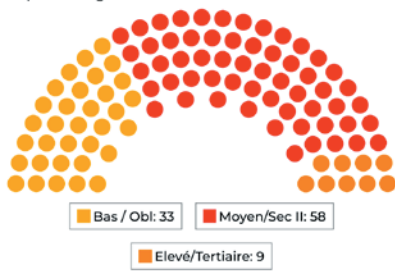 Bas / Obl: 33
Moyen/Sec II: 58
Elevé/Tertiaire: 9